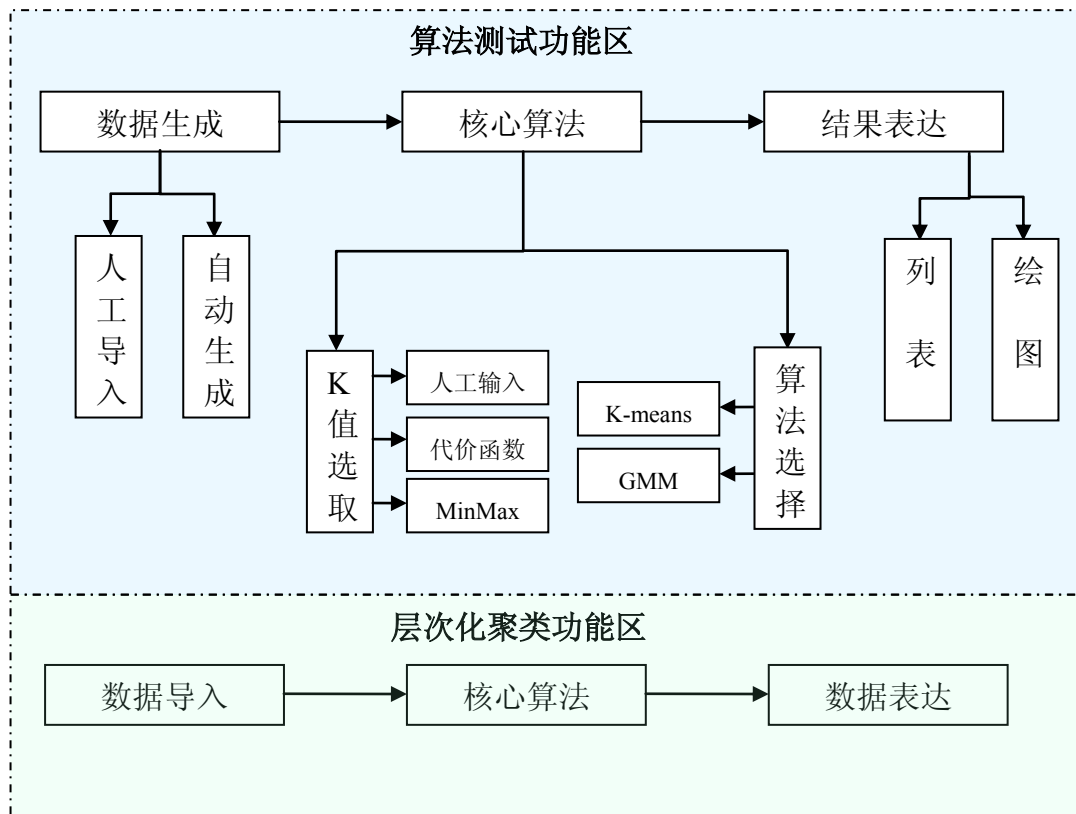 算法测试功能区
数据生成
核心算法
结果表达
人工导入
自动生成
列表
绘图
K值选取
人工输入
代价函数
MinMax
算法选择
K-means
GMM
层次化聚类功能区
数据导入
核心算法
数据表达